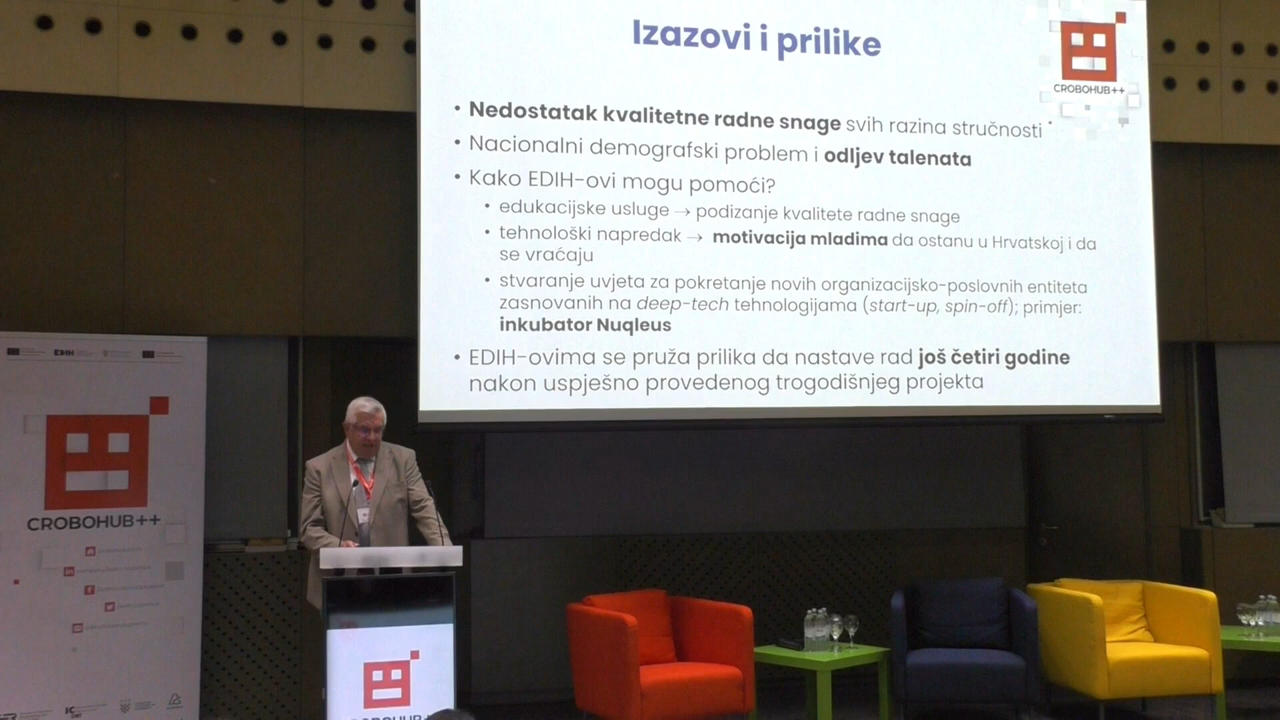 Izazovi i prilike
CROBOHUB++
• Nedostatak kvalitetne radne snage svih razina stručnosti
• Nacionalni demografski problem i odljev talenata
• Kako EDIH-ovi mogu pomoći?
• edukacijske usluge → podizanje kvalitete radne snage
• tehnološki napredak → motivacija mladima da ostanu u Hrvatskoj i da
se vraćaju
• stvaranje uvjeta za pokretanje novih organizacijsko-poslovnih entiteta
zasnovanih na deep-tech tehnologijama (start-up, spin-off); primjer:
inkubator Nuqleus
• EDIH-ovima se pruža prilika da nastave rad još četiri godine
nakon uspješno provedenog trogodišnjeg projekta
EDIH
CROBOHUB++
CROBOHUB++